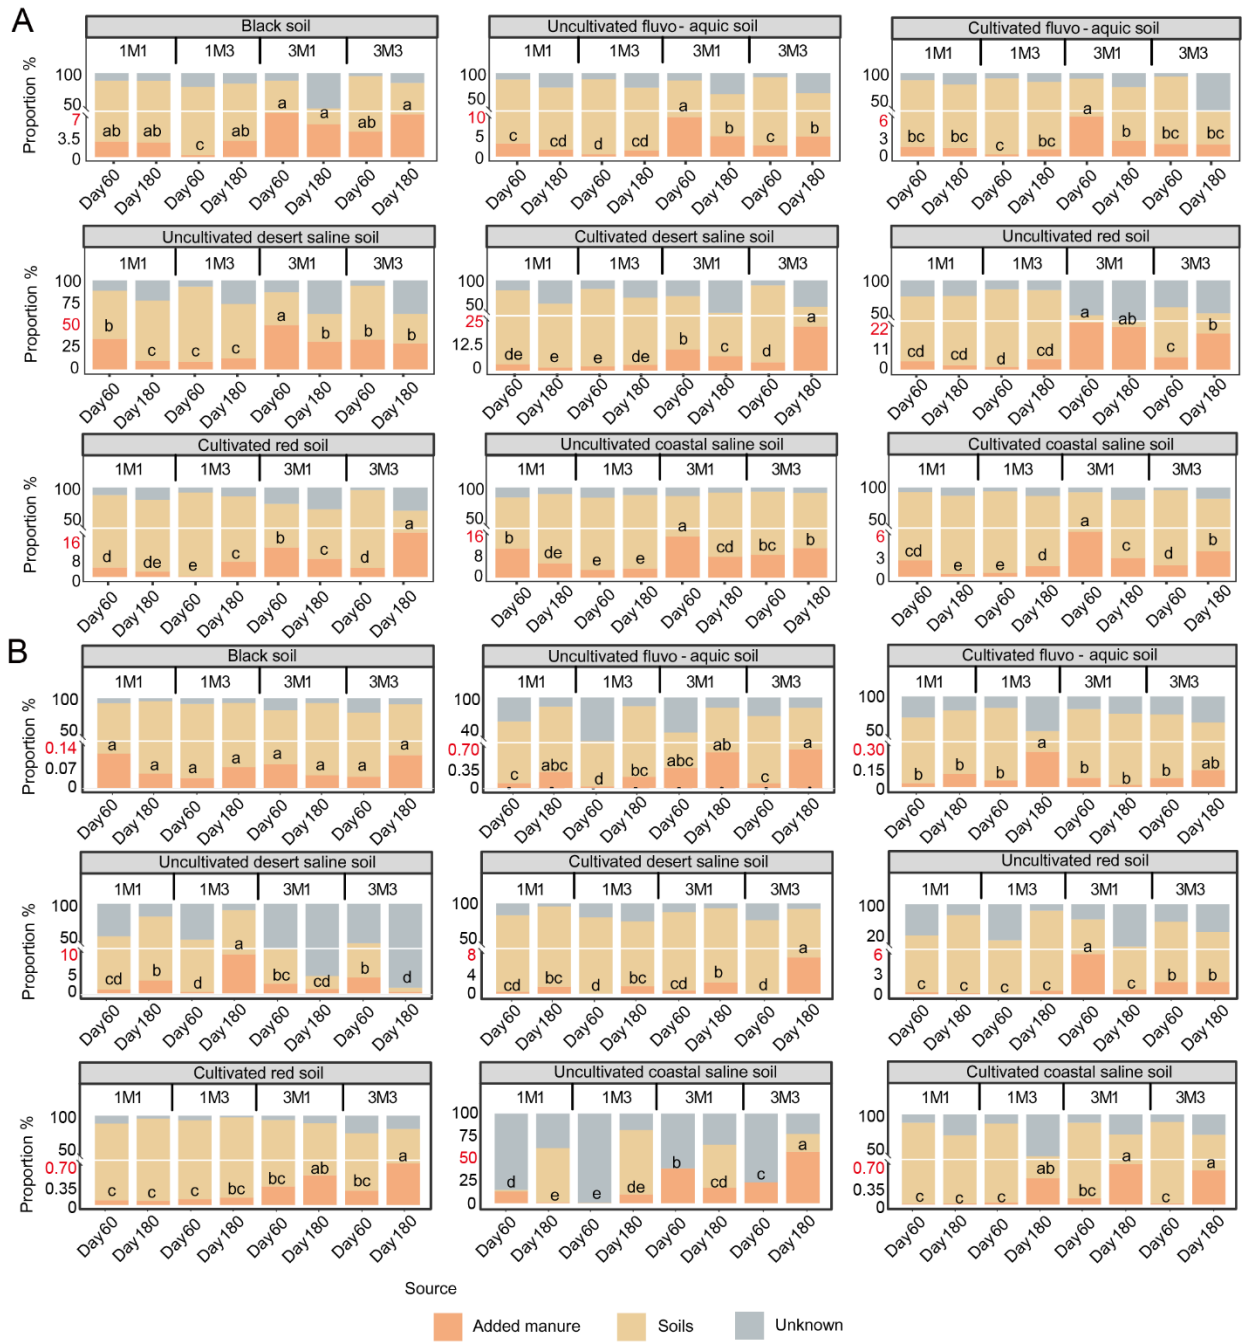 A
Black soil
Uncultivated fluvo - aquic soil
Cultivated fluvo - aquic soil
1M1 1M3 3M1 3M3
1M1 1M3 3M1 3M3
1M1 1M3 3M1 3M3
Proportion %
100
50
7
3.5
0
ab ab c ab a a ab a
Day60 Day180 Day60 Day180 Day60 Day180 Day60 Day180
100
50
10
5
0
c cd d cd a b c b
Day60 Day180 Day60 Day180 Day60 Day180 Day60 Day180
100
50
6
3
0
bc bc c bc a b bc bc
Day60 Day180 Day60 Day180 Day60 Day180 Day60 Day180
Uncultivated desert saline soil
Cultivated desert saline soil
Uncultivated red soil
1M1 1M3 3M1 3M3
1M1 1M3 3M1 3M3
1M1 1M3 3M1 3M3
Proportion %
100
75
50
25
0
b c c c a b b b
Day60 Day180 Day60 Day180 Day60 Day180 Day60 Day180
100
50
25
12.5
0
de e e de b c d a
Day60 Day180 Day60 Day180 Day60 Day180 Day60 Day180
100
50
22
11
0
cd cd d cd a ab c b
Day60 Day180 Day60 Day180 Day60 Day180 Day60 Day180
Cultivated red soil
Uncultivated coastal saline soil
Cultivated coastal saline soil
1M1 1M3 3M1 3M3
1M1 1M3 3M1 3M3
1M1 1M3 3M1 3M3
Proportion %
100
50
16
8
0
d de e c b c d a
Day60 Day180 Day60 Day180 Day60 Day180 Day60 Day180
100
50
16
8
0
b de e e a cd bc b
Day60 Day180 Day60 Day180 Day60 Day180 Day60 Day180
100
50
6
3
0
cd e e d a c d b
Day60 Day180 Day60 Day180 Day60 Day180 Day60 Day180
B
Black soil
Uncultivated fluvo - aquic soil
Cultivated fluvo - aquic soil
1M1 1M3 3M1 3M3
1M1 1M3 3M1 3M3
1M1 1M3 3M1 3M3
Proportion %
100
50
0.14
0.07
0
a a a a a a a a
Day60 Day180 Day60 Day180 Day60 Day180 Day60 Day180
100
40
0.70
0.35
0
c abc d bc abc ab c a
Day60 Day180 Day60 Day180 Day60 Day180 Day60 Day180
100
50
0.30
0.15
0
b b b a b b b ab
Day60 Day180 Day60 Day180 Day60 Day180 Day60 Day180
Uncultivated desert saline soil
Cultivated desert saline soil
Uncultivated red soil
1M1 1M3 3M1 3M3
1M1 1M3 3M1 3M3
1M1 1M3 3M1 3M3
Proportion %
100
50
10
5
0
cd b d a bc cd b d
Day60 Day180 Day60 Day180 Day60 Day180 Day60 Day180
100
50
8
4
0
cd bc d bc cd b d a
Day60 Day180 Day60 Day180 Day60 Day180 Day60 Day180
100
20
6
3
0
c c c c a c b b
Day60 Day180 Day60 Day180 Day60 Day180 Day60 Day180
Cultivated red soil
Uncultivated coastal saline soil
Cultivated coastal saline soil
1M1 1M3 3M1 3M3
1M1 1M3 3M1 3M3
1M1 1M3 3M1 3M3
Proportion %
100
50
0.70
0.35
0
c c c bc bc ab bc a
Day60 Day180 Day60 Day180 Day60 Day180 Day60 Day180
100
75
50
25
0
d e e de b cd c a
Day60 Day180 Day60 Day180 Day60 Day180 Day60 Day180
100
50
0.70
0.35
0
c c c ab bc a c a
Day60 Day180 Day60 Day180 Day60 Day180 Day60 Day180
Source
Added manure Soils Unknown